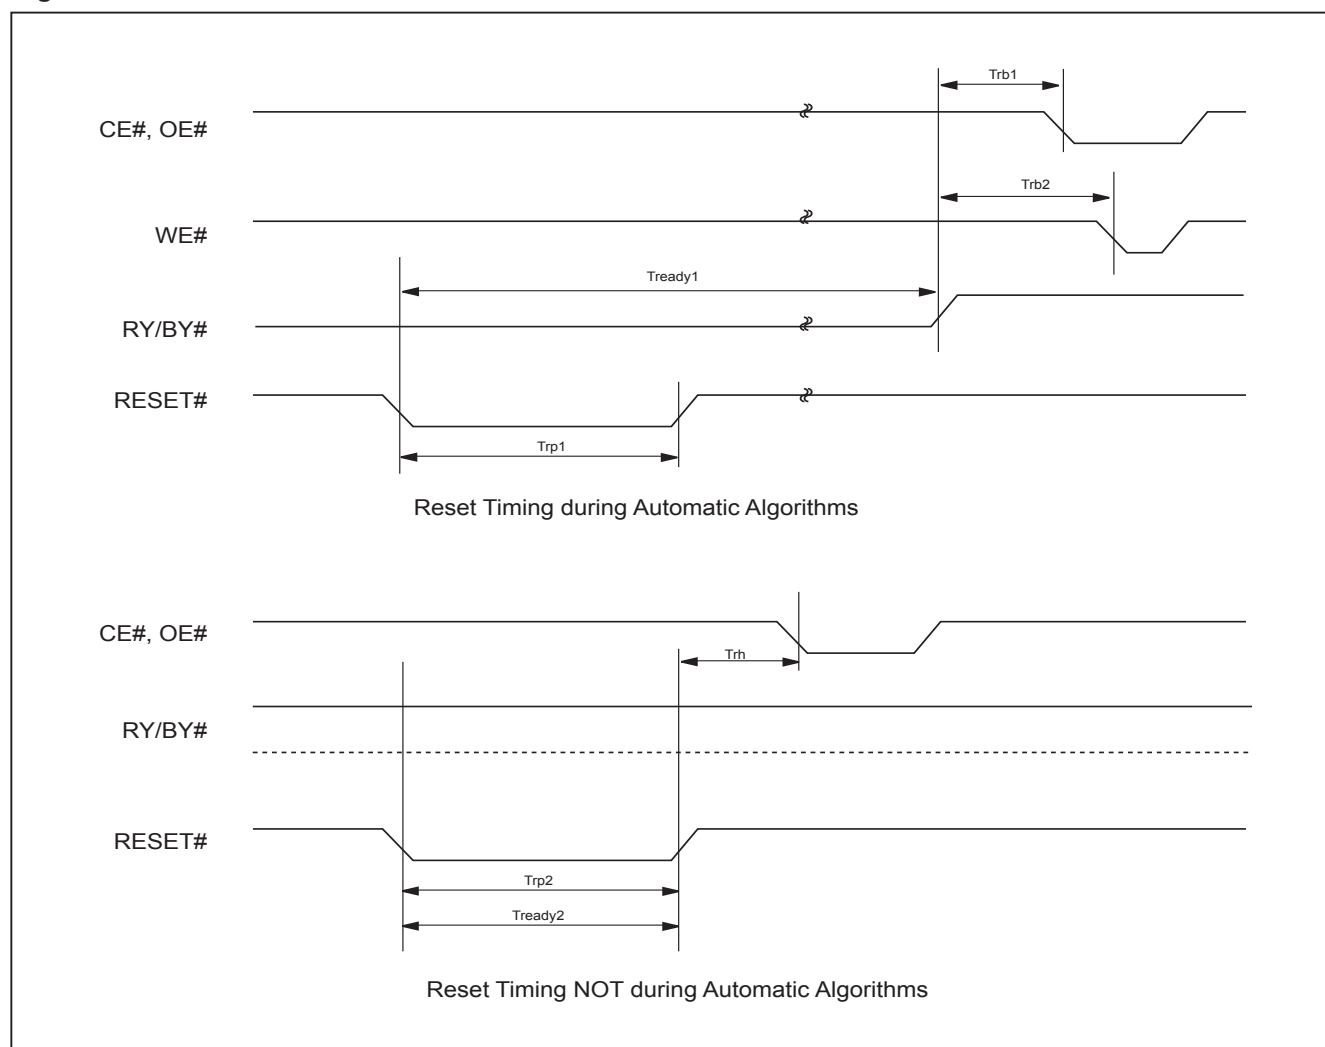 Trb1
CE#, OE#
Trb2
WE#
Tready1
RY/BY#
RESET#
Trp1
Reset Timing during Automatic Algorithms
CE#, OE#
Trh
RY/BY#
RESET#
Trp2
Tready2
Reset Timing NOT during Automatic Algorithms